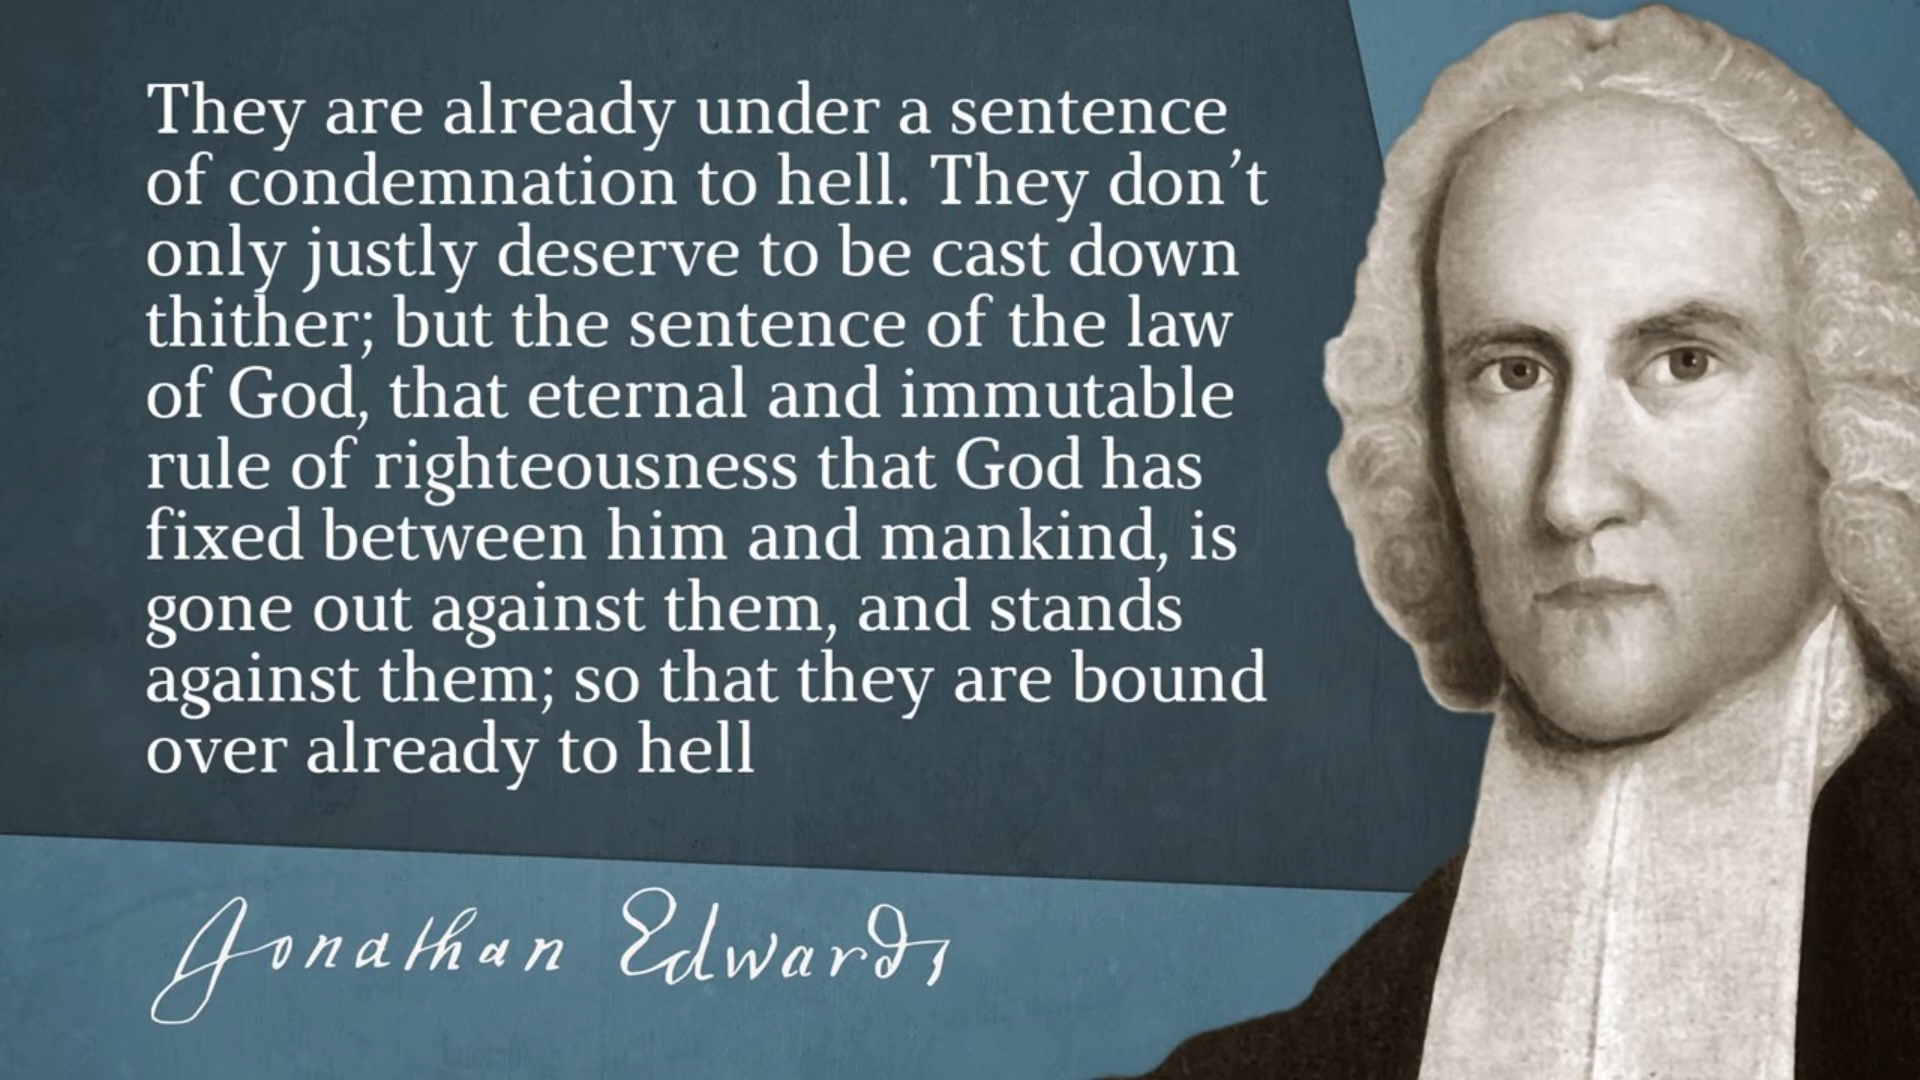 They are already under a sentence
of condemnation to hell. They don’t
only justly deserve to be cast down
thither; but the sentence of the law
of God, that eternal and immutable
rule of righteousness that God has
fixed between him and mankind, is
gone out against them, and stands
against them; so that they are bound
over already to hell
Jonathan Edwards